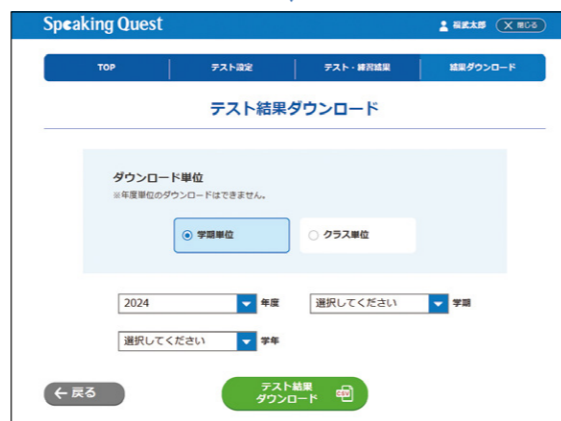 Speaking Quest
桜武太郎 X 閉じる
TOP テスト設定 テスト・練習結果 結果ダウンロード
テスト結果ダウンロード
ダウンロード単位
※年度単位のダウンロードはできません。
学期単位 クラス単位
2024 年度 選択してください 学期
選択してください 学年
← 戻る
テスト結果
ダウンロード CSV